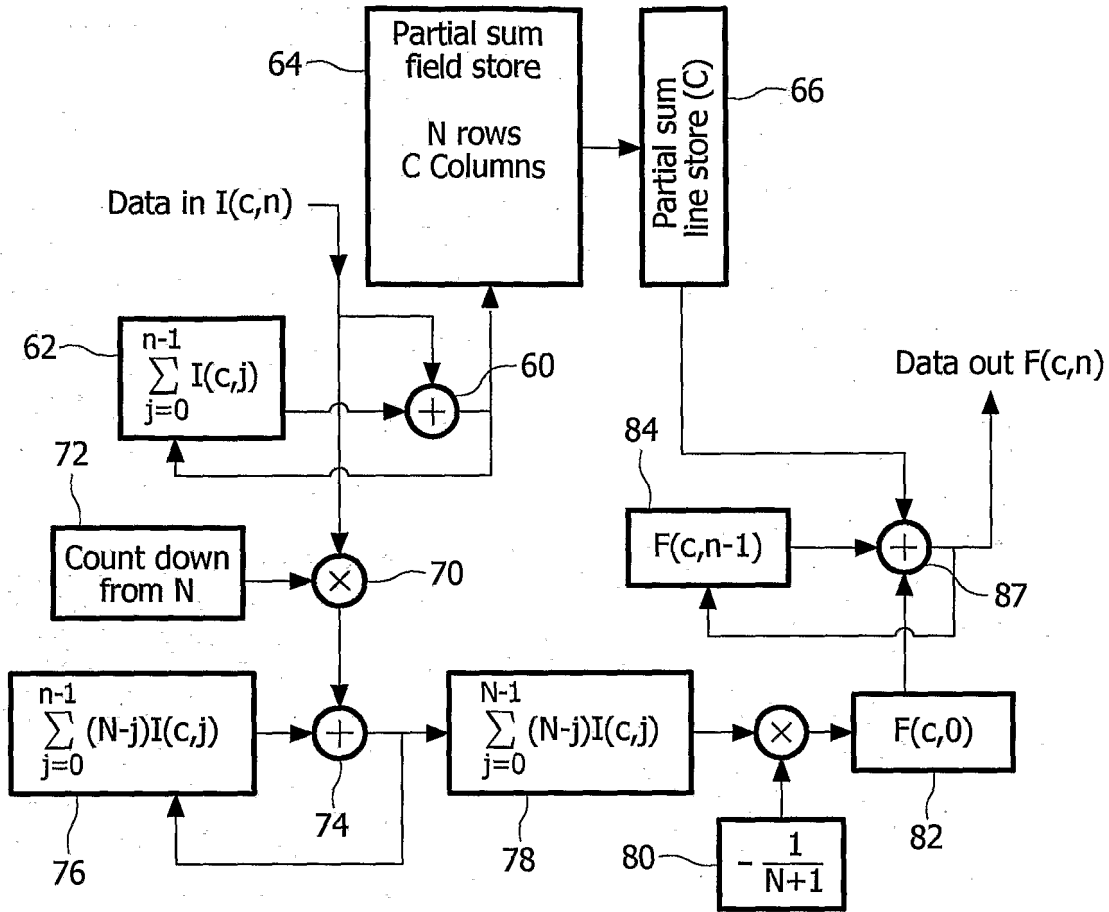 64
Partial sum
field store
N rows
C Columns
Partial sum
line store (C)
66
Data in I(c,n)
62
n-1
∑ I(c,j)
j=0
+
60
Data out F(c,n)
72
Count down
from N
×
70
84
F(c,n-1)
+
87
n-1
∑ (N-j)I(c,j)
j=0
76
+
74
N-1
∑ (N-j)I(c,j)
j=0
78
×
80
- 1
N+1
F(c,0)
82